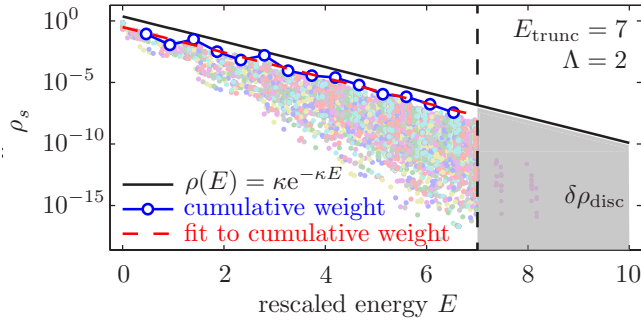 10^0
10^{-5}
10^{-10}
10^{-15}
ρ_s
E_trunc = 7
Λ = 2
ρ(E) = κe^{-κE}
cumulative weight
fit to cumulative weight
δρ_disc
0 2 4 6 8 10
rescaled energy E